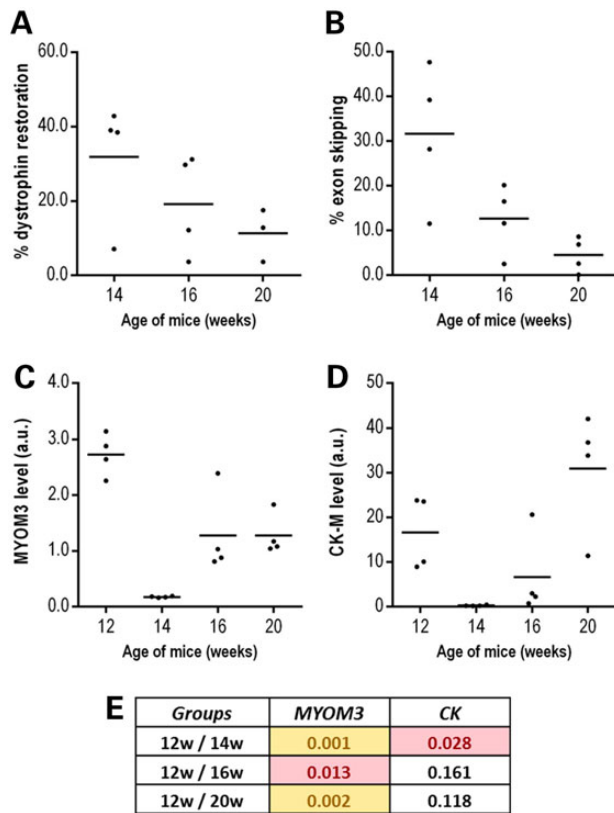 A
60.0
40.0
20.0
0.0
% dystrophin restoration
14 16 20
Age of mice (weeks)
B
50.0
40.0
30.0
20.0
10.0
0.0
% exon skipping
14 16 20
Age of mice (weeks)
C
4.0
3.0
2.0
1.0
0.0
MYOM3 level (a.u.)
12 14 16 20
Age of mice (weeks)
D
50
40
30
20
10
0
CK-M level (a.u.)
12 14 16 20
Age of mice (weeks)
E
Groups MYOM3 CK
12w / 14w 0.001 0.028
12w / 16w 0.013 0.161
12w / 20w 0.002 0.118